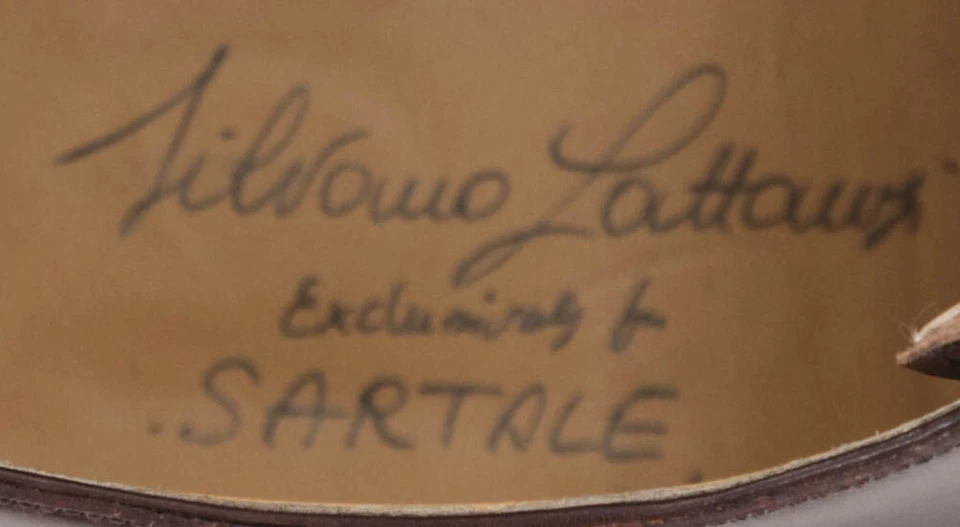 Silvano Lattanzi
Exclusively for
SARTALE